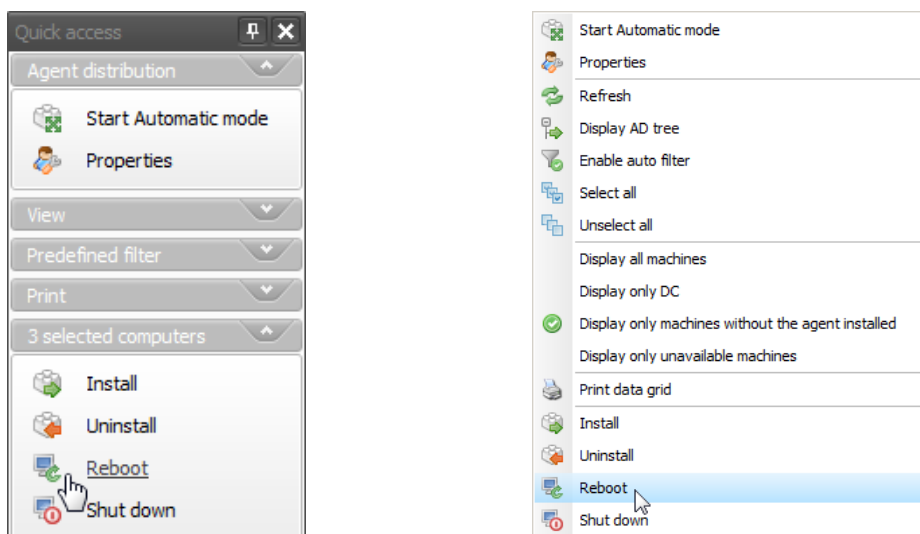 Quick access
Agent distribution
Start Automatic mode
Properties
View
Predefined filter
Print
3 selected computers
Install
Uninstall
Reboot
Shut down
Start Automatic mode
Properties
Refresh
Display AD tree
Enable auto filter
Select all
Unselect all
Display all machines
Display only DC
Display only machines without the agent installed
Display only unavailable machines
Print data grid
Install
Uninstall
Reboot
Shut down